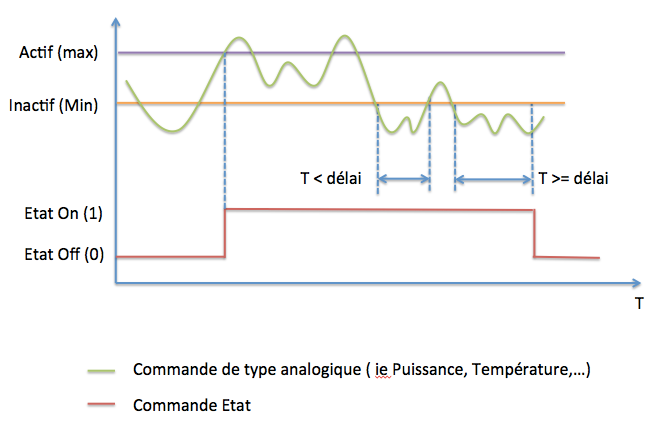 Actif (max)
Inactif (Min)
T < délai
T >= délai
Etat On (1)
Etat Off (0)
T
Commande de type analogique ( ie Puissance, Température,...)
Commande Etat